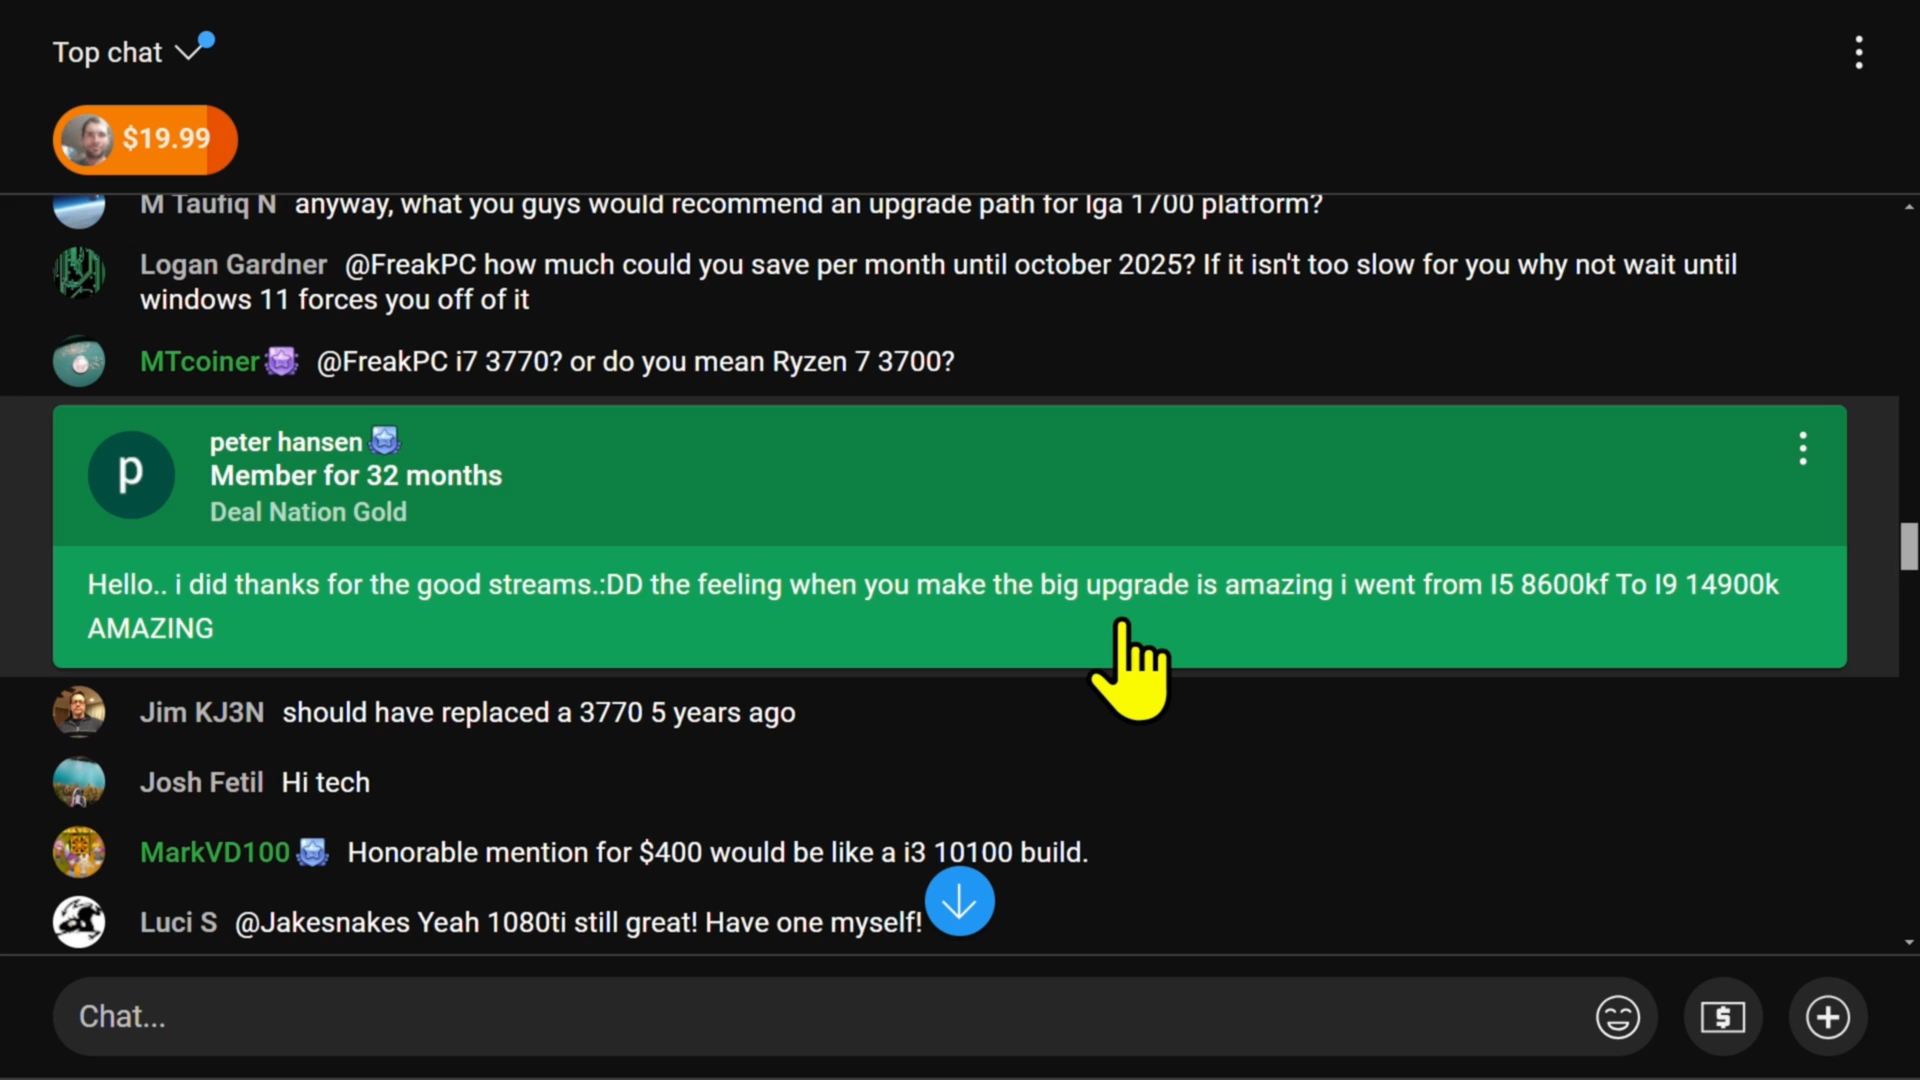 Top chat
$19.99
M Taufiq N anyway, what you guys would recommend an upgrade path for lga 1700 platform?
Logan Gardner @FreakPC how much could you save per month until october 2025? If it isn't too slow for you why not wait until
windows 11 forces you off of it
MTcoiner @FreakPC i7 3770? or do you mean Ryzen 7 3700?
p
peter hansen
Member for 32 months
Deal Nation Gold
Hello.. i did thanks for the good streams.:DD the feeling when you make the big upgrade is amazing i went from I5 8600kf To I9 14900k
AMAZING
Jim KJ3N should have replaced a 3770 5 years ago
Josh Fetil Hi tech
MarkVD100 Honorable mention for $400 would be like a i3 10100 build.
Luci S @Jakesnakes Yeah 1080ti still great! Have one myself!
Chat...